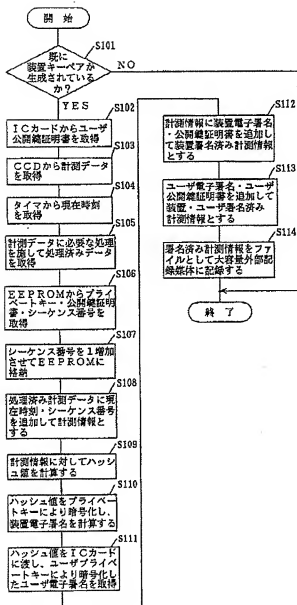 開始
S101
既に
装置キーペアが
生成されているか
か?
NO
YES
S102
ICカードからユーザ
公開鍵証明書を取得
S103
CCDから計測データ
を取得
S104
タイマから現在時刻
を取得
S105
計測データに必要な処理
を施して処理済みデータ
を取得
S106
EEPROMからプライ
ベートキー・公開鍵証明
書・シーケンス番号を
取得
S107
シーケンス番号を1増加
させてEEPROMに
格納
S108
処理済み計測データに現
在時刻・シーケンス番号
を追加して計測情報と
する
S109
計測情報に対してハッシ
ュ値を計算する
S110
ハッシュ値をプライベー
トキーにより暗号化し、
装置電子署名を計算する
S111
ハッシュ値をICカード
に渡し、ユーザプライベ
ートキーにより暗号化し
たユーザ電子署名を取得
S112
計測情報に装置電子署名
・公開鍵証明書を追加し
て装置署名済み計測情報
とする
S113
ユーザ電子署名・ユーザ
公開鍵証明書を追加して
装置・ユーザ署名済み
計測情報とする
S114
署名済み計測情報をファ
イルとして大容量外部記
録媒体に記録する
終了